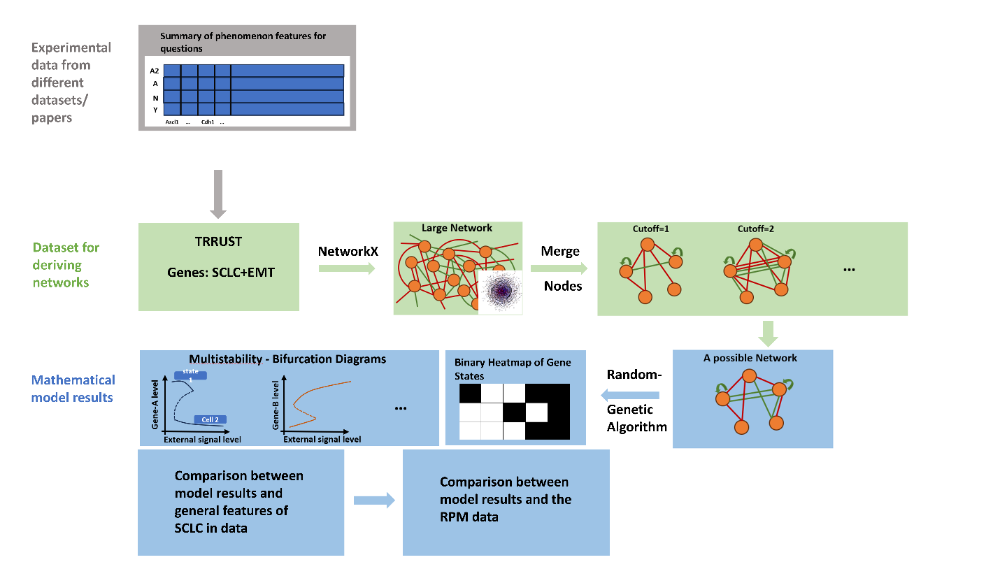 Experimental
data from
different
datasets/
papers
Summary of phenomenon features for
questions
A2
A
N
Y
Ascl1 ... Cdh1 ...
Dataset for
deriving
networks
TRRUST
Genes: SCLC+EMT
NetworkX
Large Network
Merge
Nodes
Cutoff=1
Cutoff=2
...
Mathematical
model results
Multistability - Bifurcation Diagrams
Gene-A level
state
1
Cell 2
External signal level
Gene-B level
External signal level
...
Binary Heatmap of Gene
States
Random-
Genetic
Algorithm
A possible Network
Comparison between
model results and
general features of
SCLC in data
Comparison between
model results and the
RPM data